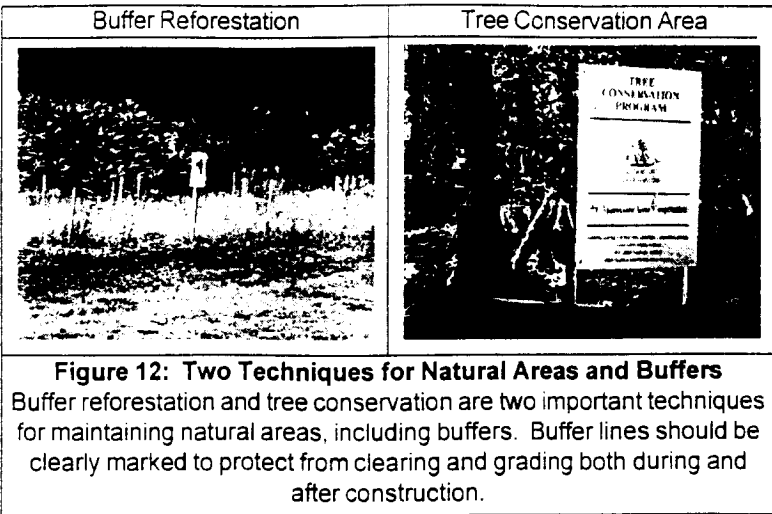 Buffer Reforestation
Tree Conservation Area
TREE
CONSERVATION
PROGRAM
Figure 12: Two Techniques for Natural Areas and Buffers
Buffer reforestation and tree conservation are two important techniques
for maintaining natural areas, including buffers. Buffer lines should be
clearly marked to protect from clearing and grading both during and
after construction.